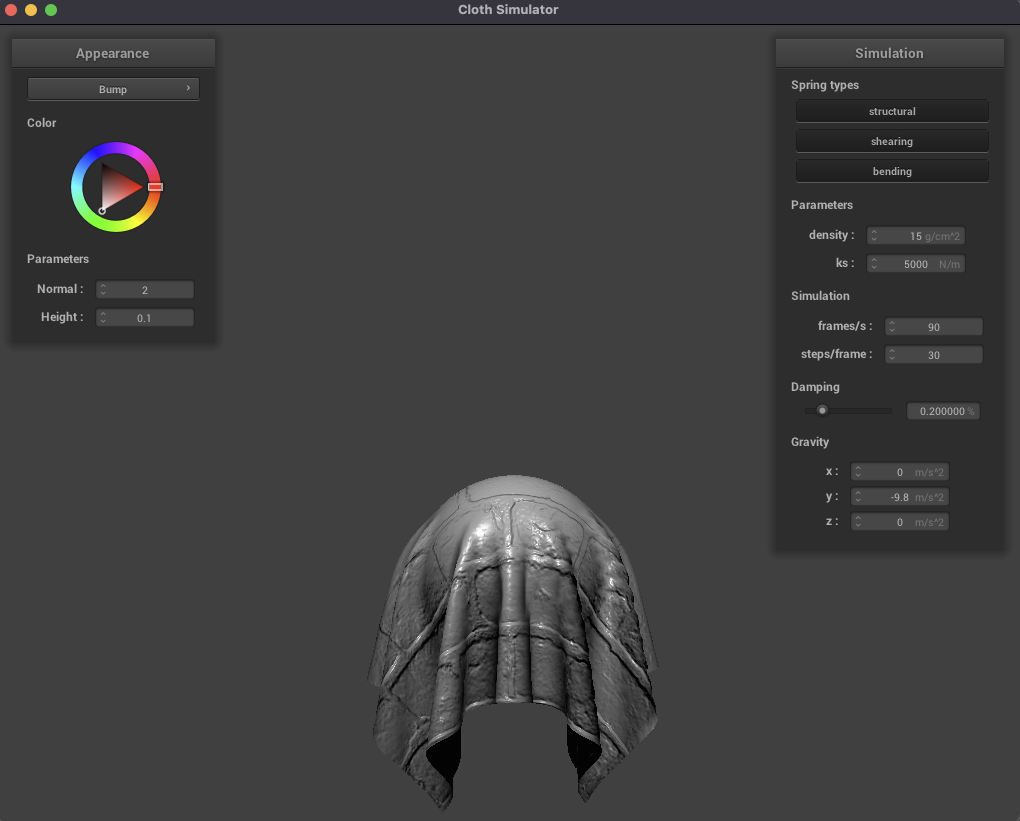 Cloth Simulator
Appearance
Bump
Color
Parameters
Normal : 2
Height : 0.1
Simulation
Spring types
structural
shearing
bending
Parameters
density : 15 g/cm^2
ks : 5000 N/m
Simulation
frames/s : 90
steps/frame : 30
Damping
0.200000 %
Gravity
x : 0 m/s^2
y : -9.8 m/s^2
z : 0 m/s^2